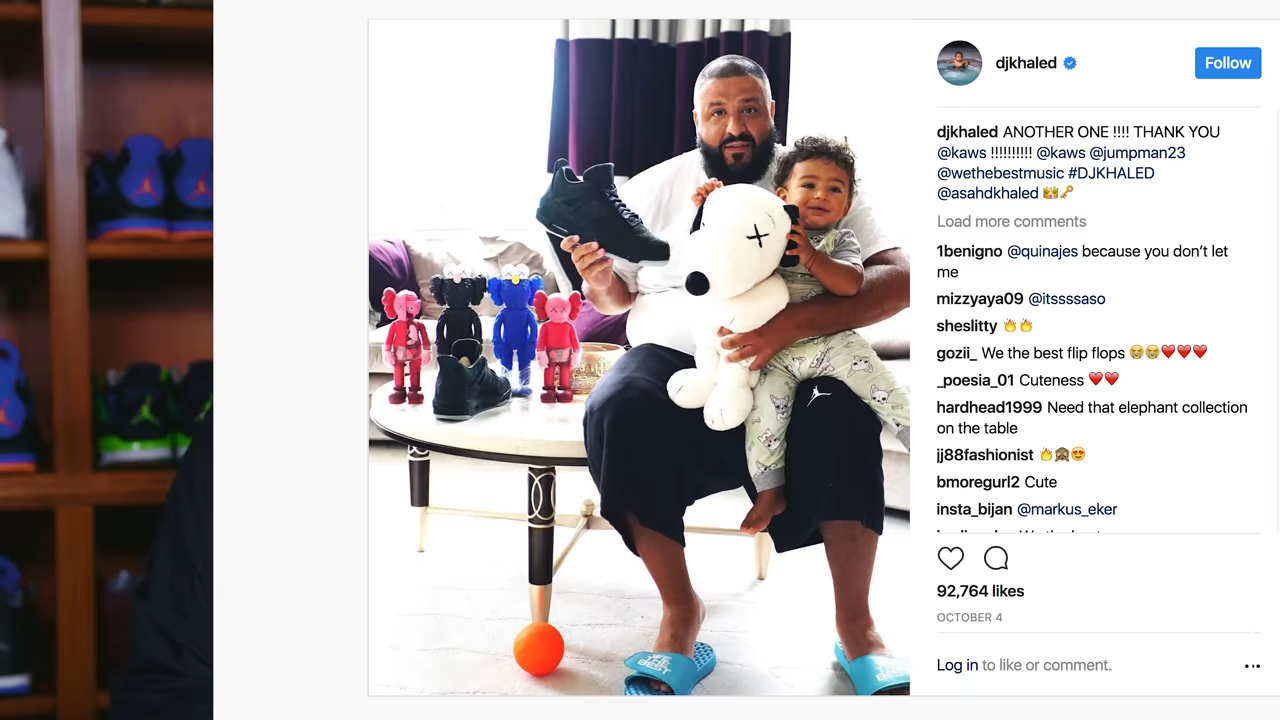 djkhaled
Follow
djkhaled ANOTHER ONE !!!! THANK YOU
@kaws !!!!!!!!!! @kaws @jumpman23
@wethebestmusic #DJKHALED
@asahdkhaled 👑🔑
Load more comments
1benigno @quinajes because you don’t let
me
mizzyaya09 @itssssaso
sheslitty 🔥🔥
gozii_ We the best flip flops 😭😭❤️❤️❤️
_poesia_01 Cuteness ❤️❤️
hardhead1999 Need that elephant collection
on the table
jj88fashionist 🔥🙈😍
bmoregurl2 Cute
insta_bijan @markus_eker
92,764 likes
OCTOBER 4
Log in to like or comment.
WE
THE
BEST